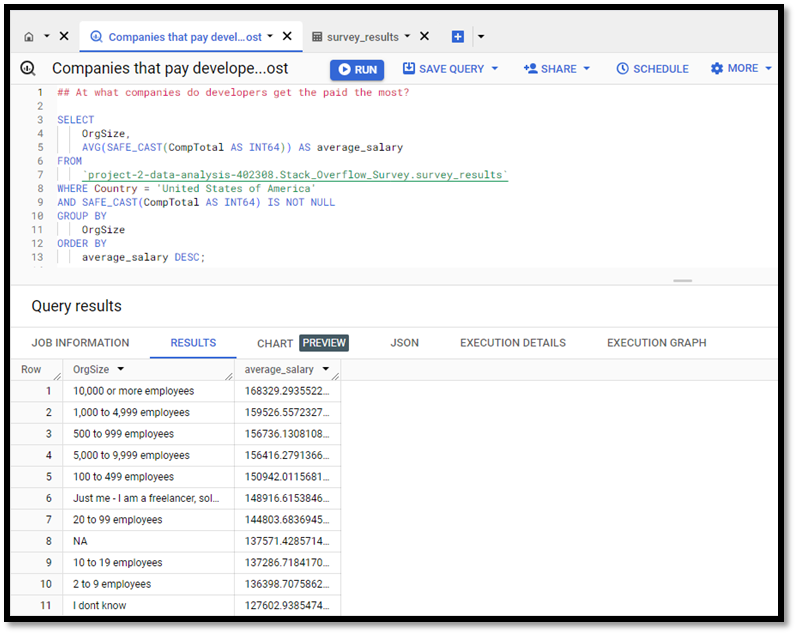 Companies that pay devel...ost
survey_results
Companies that pay develope...ost
RUN
SAVE QUERY
SHARE
SCHEDULE
MORE
1 ## At what companies do developers get the paid the most?
2
3 SELECT
4 OrgSize,
5 AVG(SAFE_CAST(CompTotal AS INT64)) AS average_salary
6 FROM
7 `project-2-data-analysis-402308.Stack_Overflow_Survey.survey_results`
8 WHERE Country = 'United States of America'
9 AND SAFE_CAST(CompTotal AS INT64) IS NOT NULL
10 GROUP BY
11 OrgSize
12 ORDER BY
13 average_salary DESC;
Query results
JOB INFORMATION RESULTS CHART PREVIEW JSON EXECUTION DETAILS EXECUTION GRAPH
Row OrgSize average_salary
1 10,000 or more employees 168329.2935522...
2 1,000 to 4,999 employees 159526.5572327...
3 500 to 999 employees 156736.1308108...
4 5,000 to 9,999 employees 156416.2791366...
5 100 to 499 employees 150942.0115681...
6 Just me - I am a freelancer, sol... 148916.6153846...
7 20 to 99 employees 144803.6836945...
8 NA 137571.4285714...
9 10 to 19 employees 137286.7184170...
10 2 to 9 employees 136398.7075862...
11 I dont know 127602.9385474...